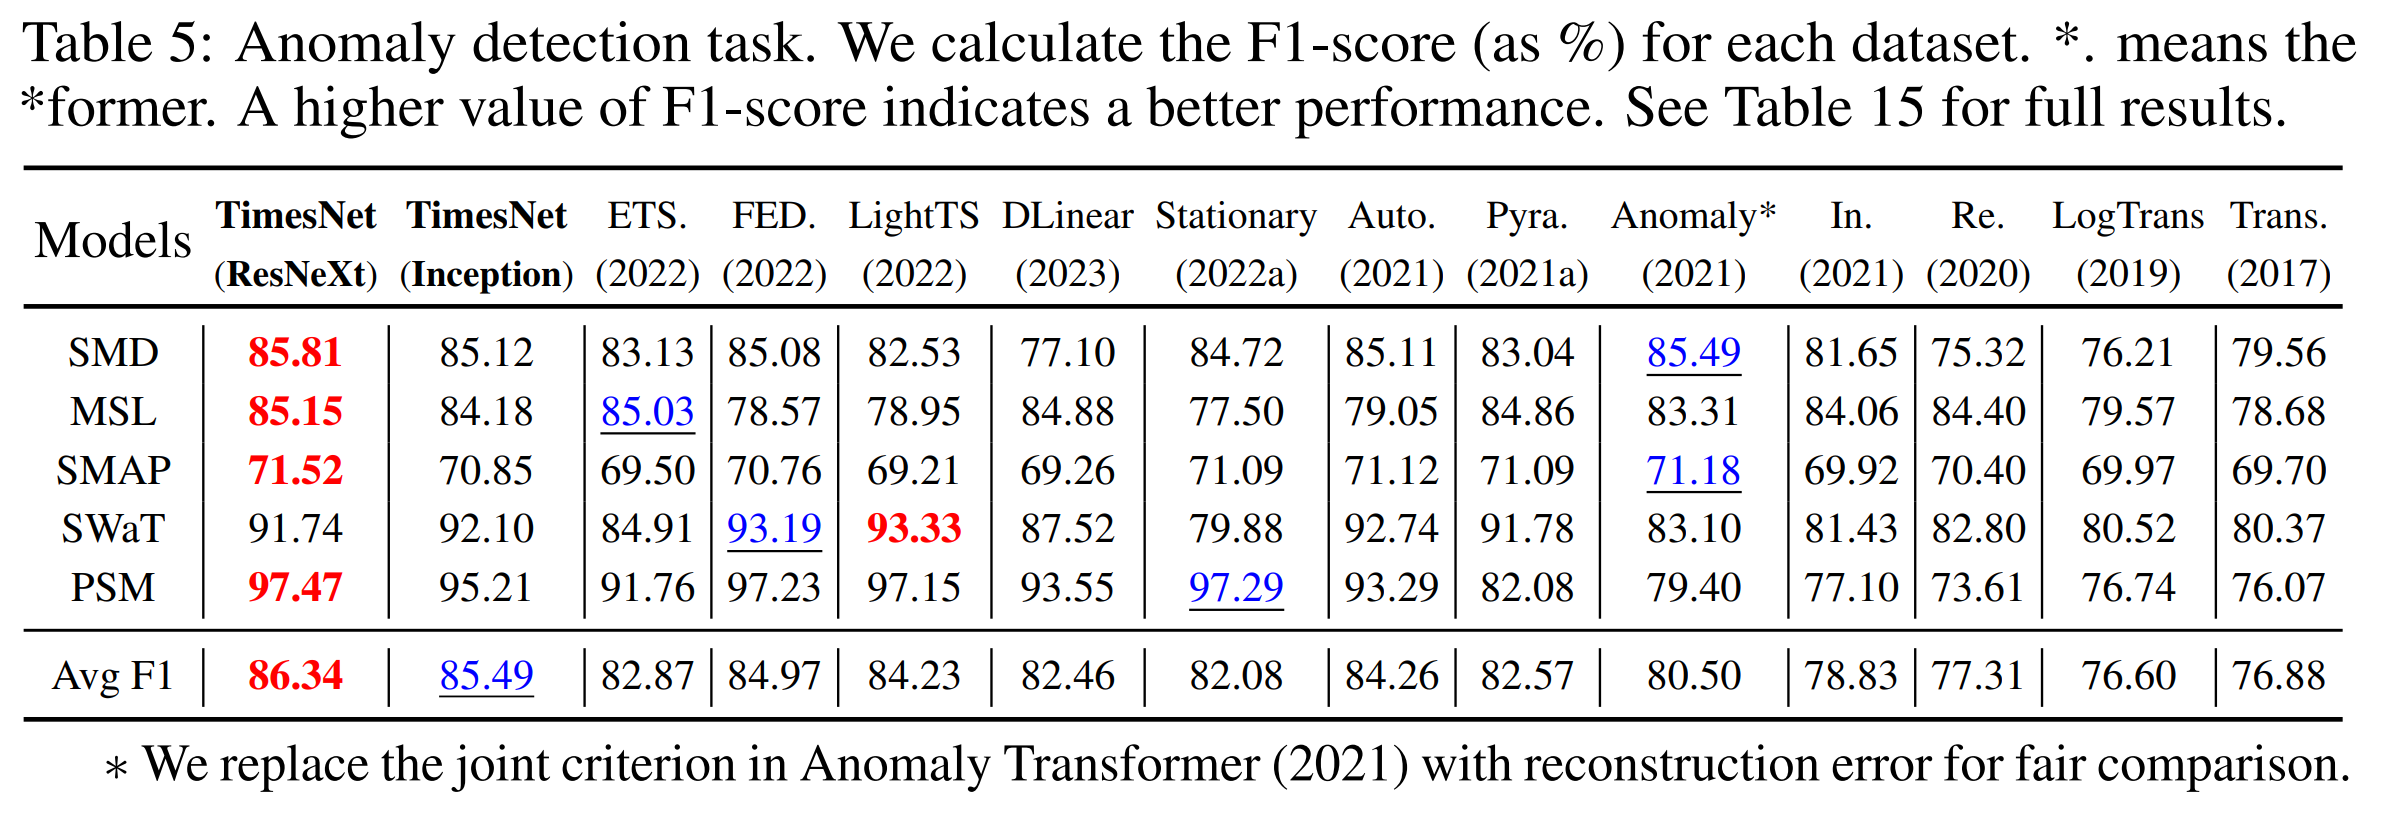 Table 5: Anomaly detection task. We calculate the F1-score (as %) for each dataset. *. means the
*former. A higher value of F1-score indicates a better performance. See Table 15 for full results.
Models TimesNet TimesNet ETS. FED. LightTS DLinear Stationary Auto. Pyra. Anomaly* In. Re. LogTrans Trans.
(ResNeXt) (Inception) (2022) (2022) (2022) (2023) (2022a) (2021) (2021a) (2021) (2021) (2020) (2019) (2017)
SMD 85.81 85.12 83.13 85.08 82.53 77.10 84.72 85.11 83.04 85.49 81.65 75.32 76.21 79.56
MSL 85.15 84.18 85.03 78.57 78.95 84.88 77.50 79.05 84.86 83.31 84.06 84.40 79.57 78.68
SMAP 71.52 70.85 69.50 70.76 69.21 69.26 71.09 71.12 71.09 71.18 69.92 70.40 69.97 69.70
SWaT 91.74 92.10 84.91 93.19 93.33 87.52 79.88 92.74 91.78 83.10 81.43 82.80 80.52 80.37
PSM 97.47 95.21 91.76 97.23 97.15 93.55 97.29 93.29 82.08 79.40 77.10 73.61 76.74 76.07
Avg F1 86.34 85.49 82.87 84.97 84.23 82.46 82.08 84.26 82.57 80.50 78.83 77.31 76.60 76.88
* We replace the joint criterion in Anomaly Transformer (2021) with reconstruction error for fair comparison.